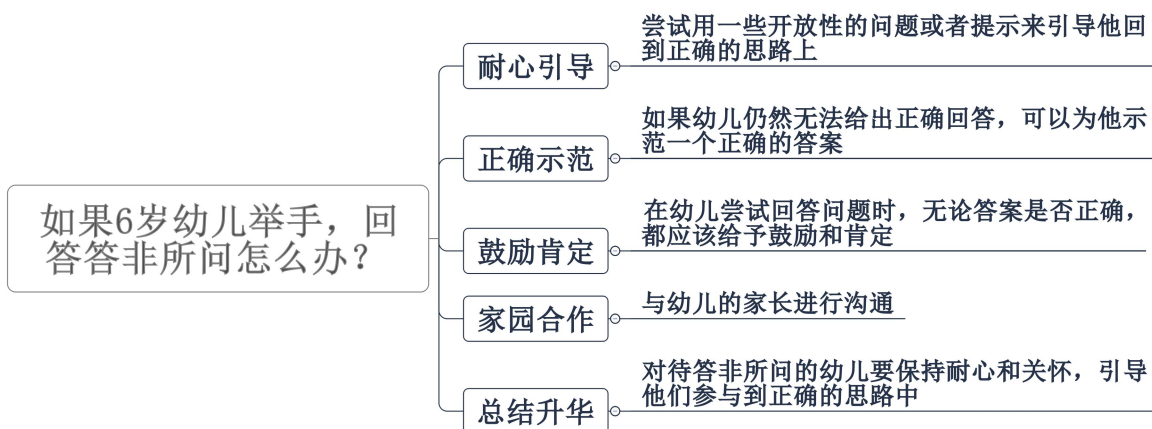 如果6岁幼儿举手，回
答答非所问怎么办？
耐心引导
尝试用一些开放性的问题或者提示来引导他回
到正确的思路上
正确示范
如果幼儿仍然无法给出正确回答，可以为他示
范一个正确的答案
鼓励肯定
在幼儿尝试回答问题时，无论答案是否正确，
都应该给予鼓励和肯定
家园合作
与幼儿的家长进行沟通
总结升华
对待答非所问的幼儿要保持耐心和关怀，引导
他们参与到正确的思路中